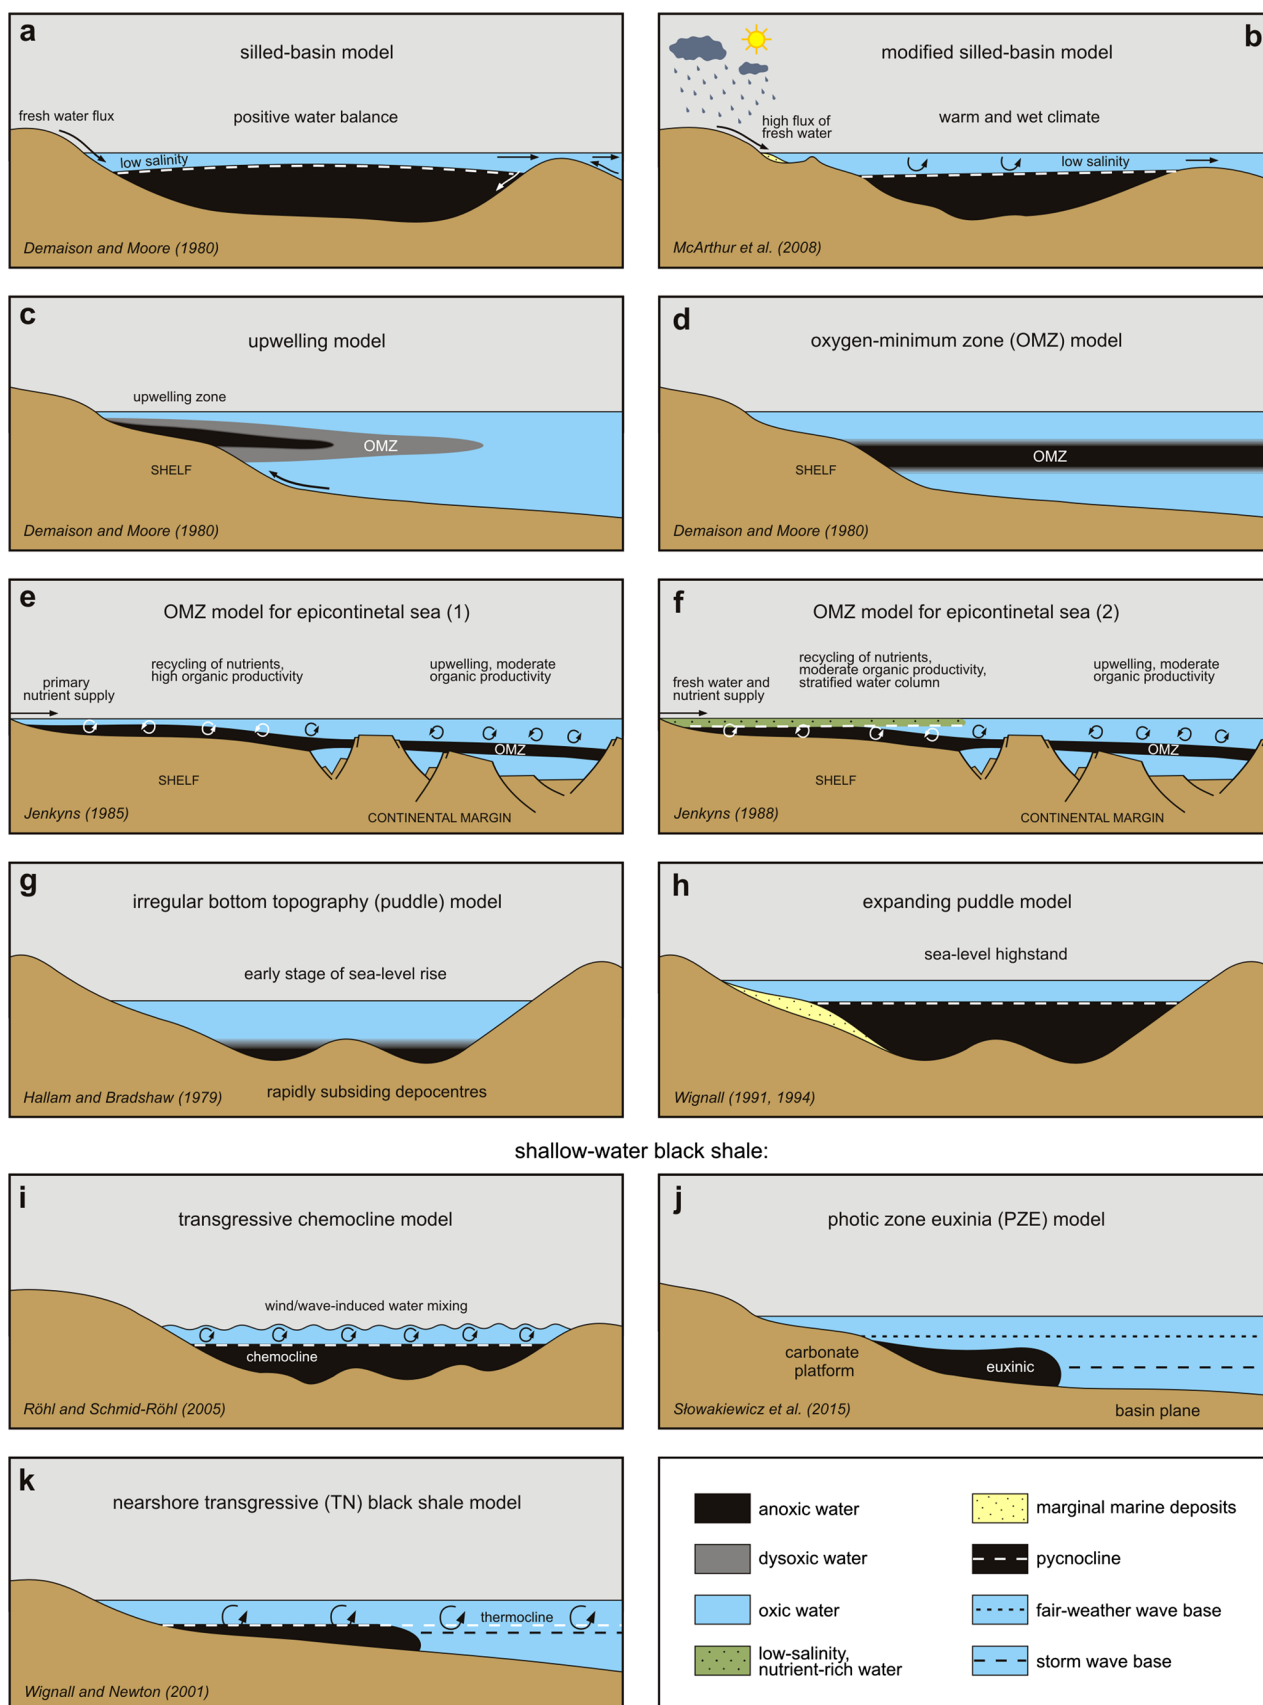 a
silled-basin model
fresh water flux
positive water balance
low salinity
Demaison and Moore (1980)
b
modified silled-basin model
high flux of
fresh water
warm and wet climate
low salinity
McArthur et al. (2008)
c
upwelling model
upwelling zone
OMZ
SHELF
Demaison and Moore (1980)
d
oxygen-minimum zone (OMZ) model
OMZ
SHELF
Demaison and Moore (1980)
e
OMZ model for epicontinetal sea (1)
primary
nutrient supply
recycling of nutrients,
high organic productivity
upwelling, moderate
organic productivity
OMZ
SHELF
CONTINENTAL MARGIN
Jenkyns (1985)
f
OMZ model for epicontinetal sea (2)
fresh water and
nutrient supply
recycling of nutrients,
moderate organic productivity,
stratified water column
upwelling, moderate
organic productivity
OMZ
SHELF
CONTINENTAL MARGIN
Jenkyns (1988)
g
irregular bottom topography (puddle) model
early stage of sea-level rise
rapidly subsiding depocentres
Hallam and Bradshaw (1979)
h
expanding puddle model
sea-level highstand
Wignall (1991, 1994)
shallow-water black shale:
i
transgressive chemocline model
wind/wave-induced water mixing
chemocline
Röhl and Schmid-Röhl (2005)
j
photic zone euxinia (PZE) model
carbonate
platform
euxinic
basin plane
Słowakiewicz et al. (2015)
k
nearshore transgressive (TN) black shale model
thermocline
Wignall and Newton (2001)
anoxic water
dysoxic water
oxic water
low-salinity,
nutrient-rich water
marginal marine deposits
pycnocline
fair-weather wave base
storm wave base